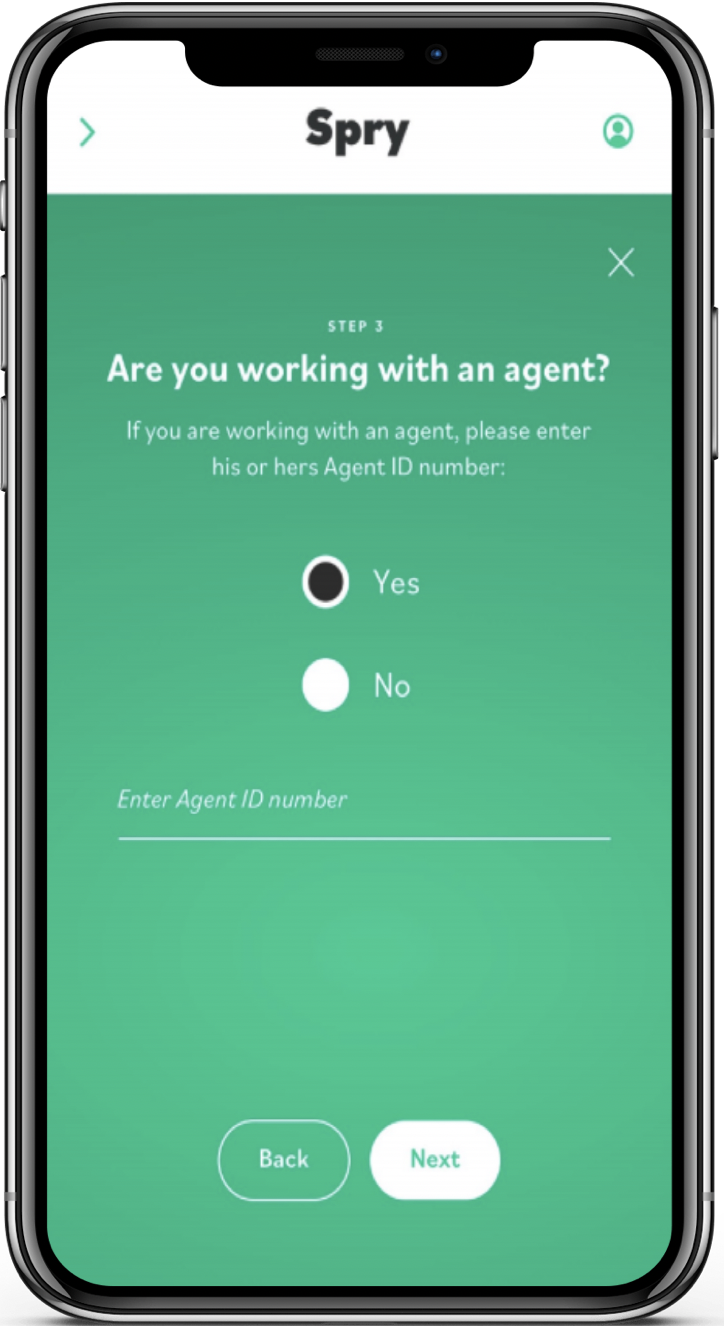 Spry
STEP 3
Are you working with an agent?
If you are working with an agent, please enter
his or hers Agent ID number:
Yes
No
Enter Agent ID number
Back
Next